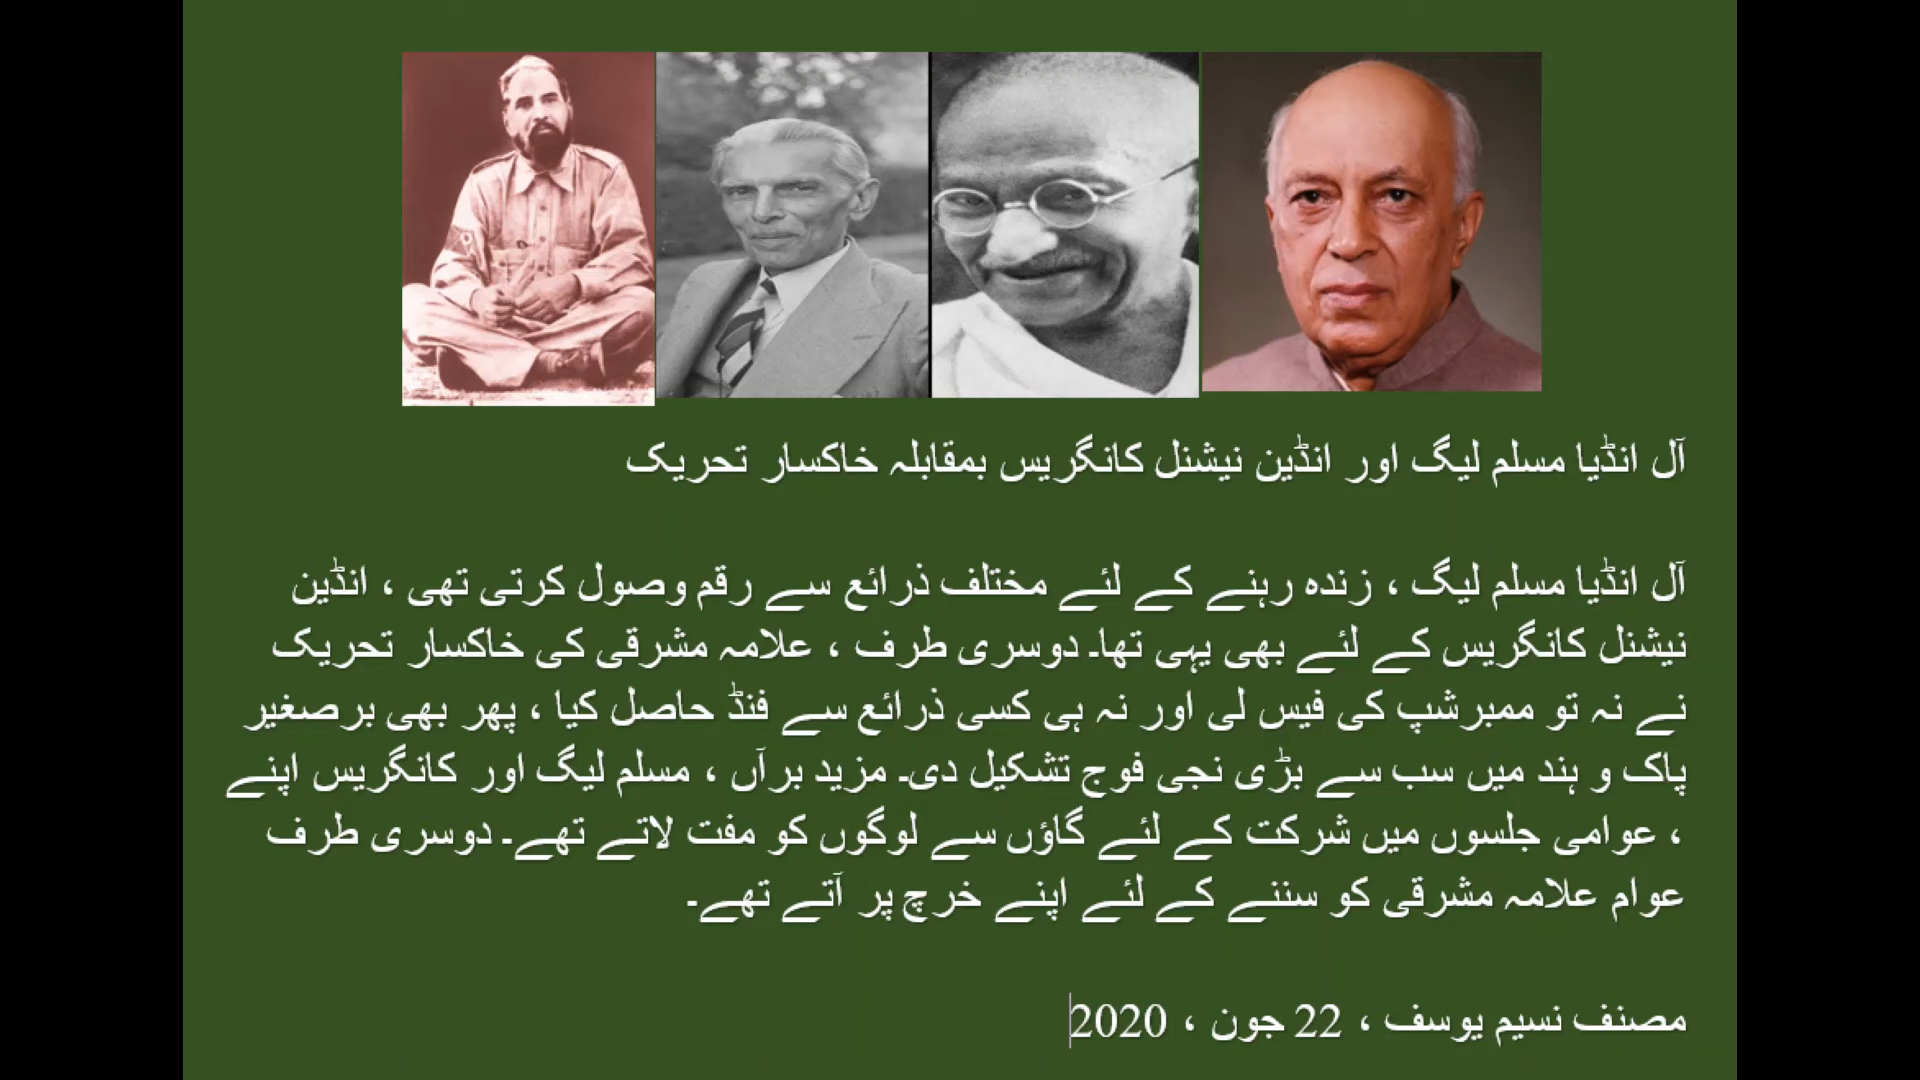 آل انڈیا مسلم لیگ اور انڈین نیشنل کانگریس بمقابلہ خاکسار تحریک
آل انڈیا مسلم لیگ ، زندہ رہنے کے لئے مختلف ذرائع سے رقم وصول کرتی تھی ، انڈین
نیشنل کانگریس کے لئے بھی یہی تھا۔ دوسری طرف ، علامہ مشرقی کی خاکسار تحریک
نے نہ تو ممبرشپ کی فیس لی اور نہ ہی کسی ذرائع سے فنڈ حاصل کیا ، پھر بھی برصغیر
پاک و ہند میں سب سے بڑی نجی فوج تشکیل دی۔ مزید برآں ، مسلم لیگ اور کانگریس اپنے
، عوامی جلسوں میں شرکت کے لئے گاؤں سے لوگوں کو مفت لاتے تھے۔ دوسری طرف
عوام علامہ مشرقی کو سننے کے لئے اپنے خرچ پر آتے تھے۔
مصنف نسیم یوسف ، 22 جون ، 2020